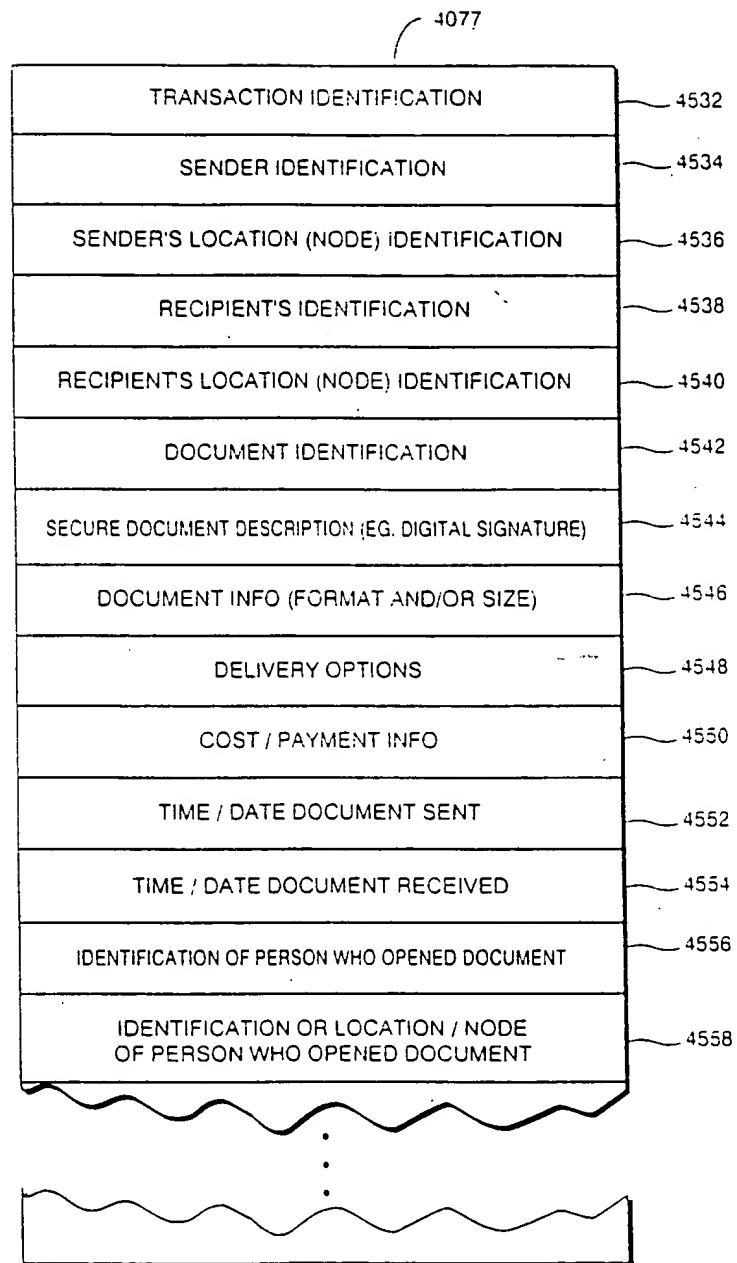 4077
TRANSACTION IDENTIFICATION 4532
SENDER IDENTIFICATION 4534
SENDER'S LOCATION (NODE) IDENTIFICATION 4536
RECIPIENT'S IDENTIFICATION 4538
RECIPIENT'S LOCATION (NODE) IDENTIFICATION 4540
DOCUMENT IDENTIFICATION 4542
SECURE DOCUMENT DESCRIPTION (EG. DIGITAL SIGNATURE) 4544
DOCUMENT INFO (FORMAT AND/OR SIZE) 4546
DELIVERY OPTIONS 4548
COST / PAYMENT INFO 4550
TIME / DATE DOCUMENT SENT 4552
TIME / DATE DOCUMENT RECEIVED 4554
IDENTIFICATION OF PERSON WHO OPENED DOCUMENT 4556
IDENTIFICATION OR LOCATION / NODE
OF PERSON WHO OPENED DOCUMENT 4558